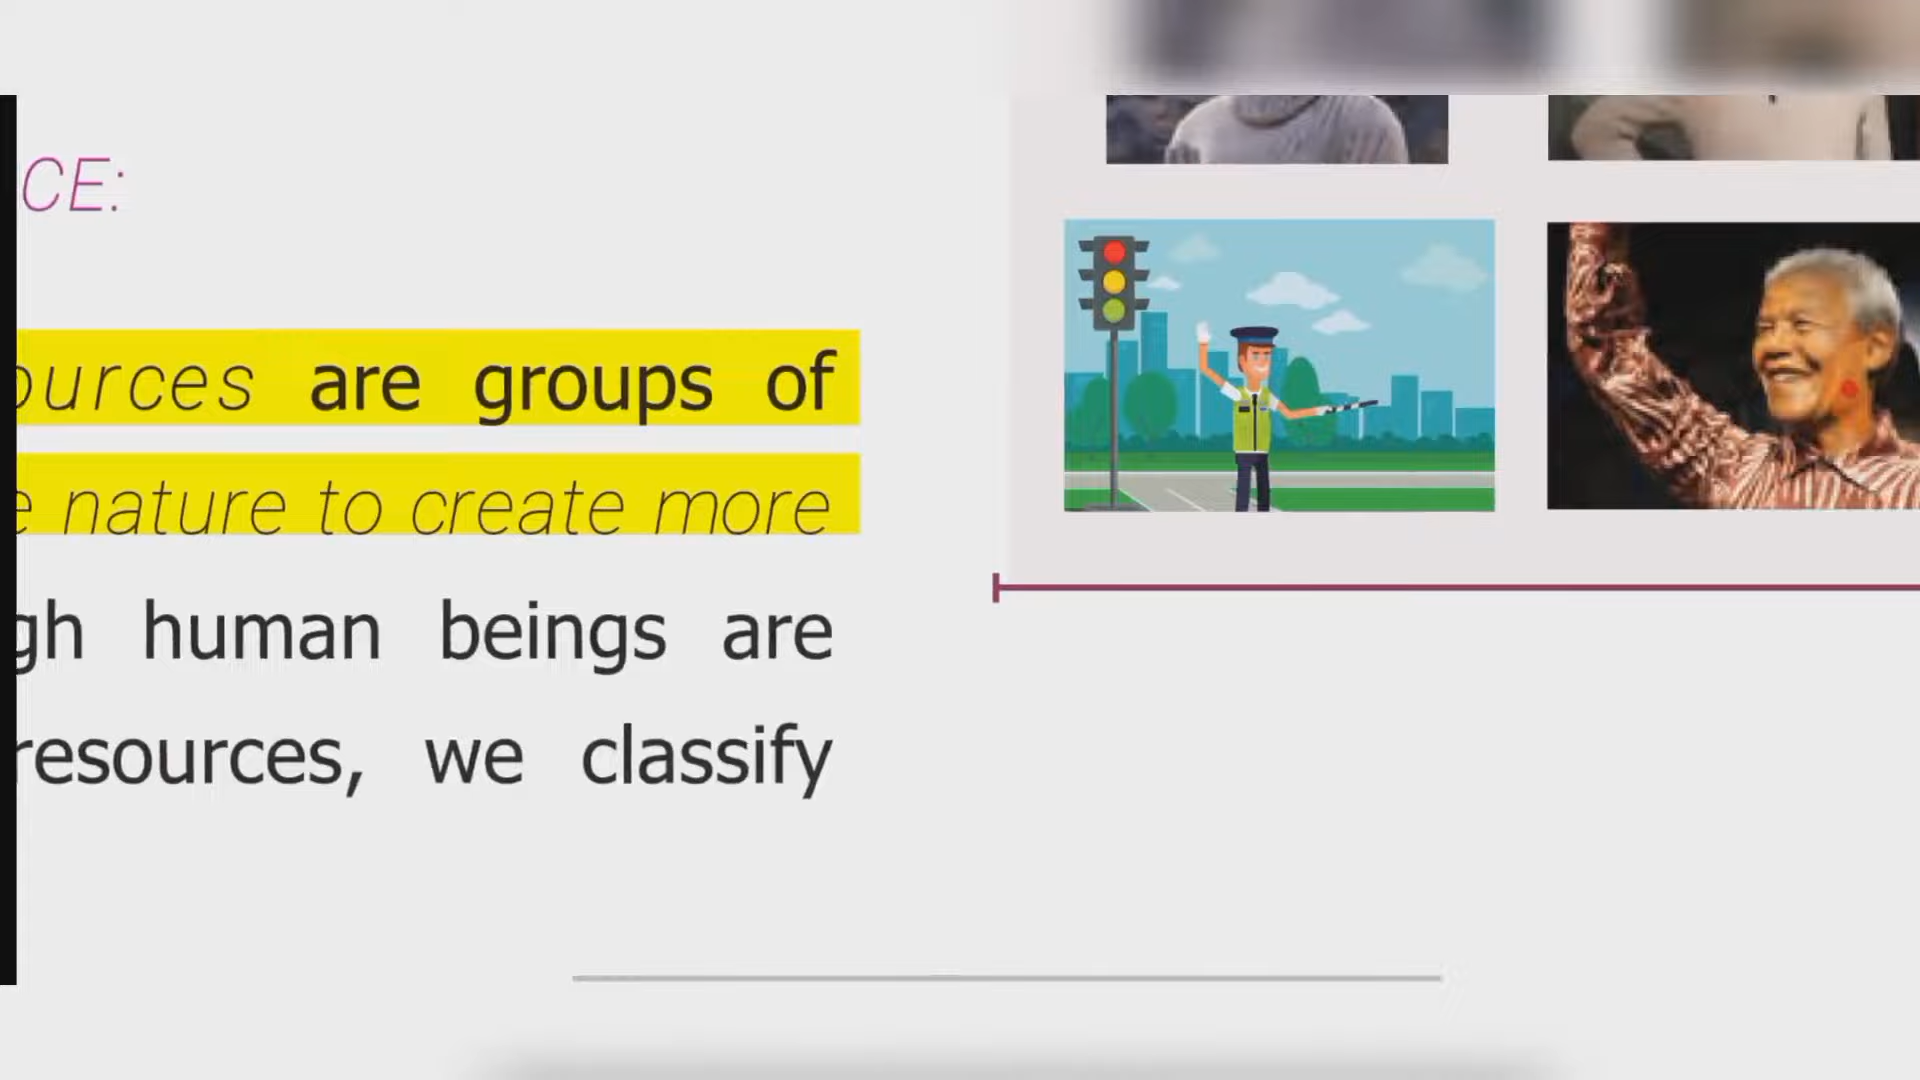 CE:
ources are groups of
e nature to create more
gh human beings are
resources, we classify